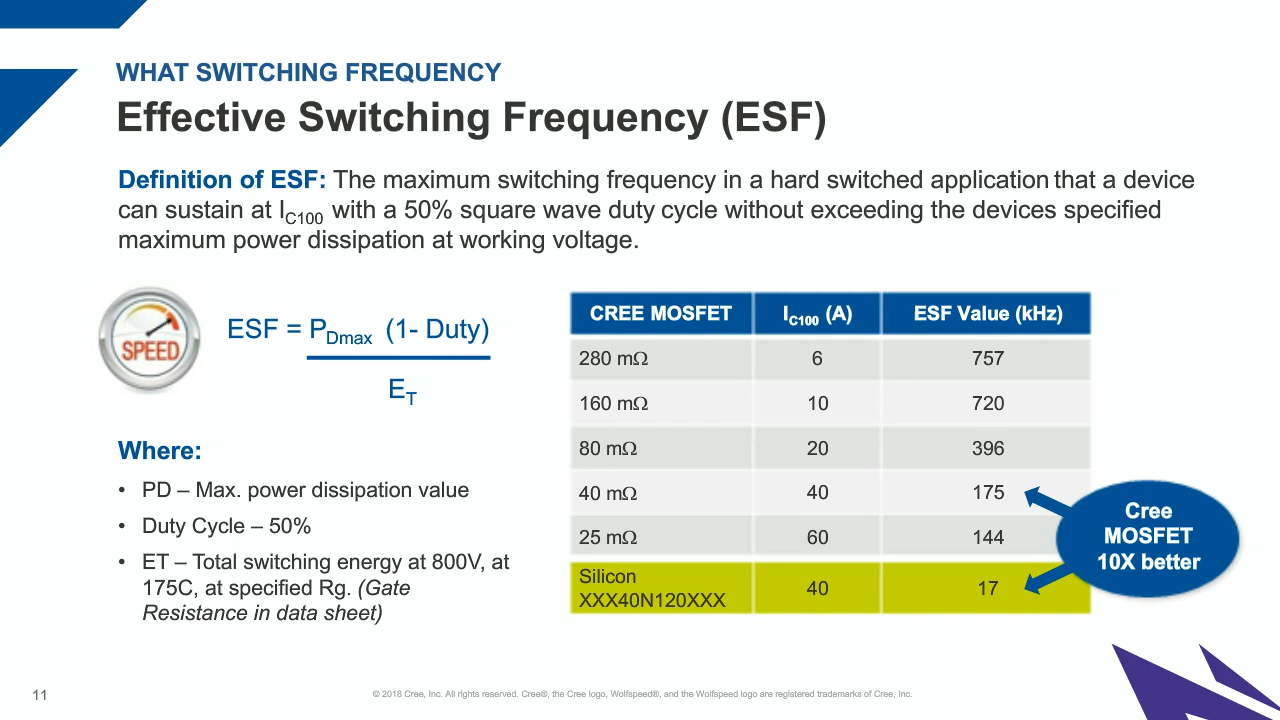 WHAT SWITCHING FREQUENCY
Effective Switching Frequency (ESF)
Definition of ESF: The maximum switching frequency in a hard switched application that a device
can sustain at IC100 with a 50% square wave duty cycle without exceeding the devices specified
maximum power dissipation at working voltage.
SPEED
ESF = PDmax (1- Duty)
ET
Where:
• PD – Max. power dissipation value
• Duty Cycle – 50%
• ET – Total switching energy at 800V, at
175C, at specified Rg. (Gate
Resistance in data sheet)
CREE MOSFET IC100 (A) ESF Value (kHz)
280 mΩ 6 757
160 mΩ 10 720
80 mΩ 20 396
40 mΩ 40 175
25 mΩ 60 144
Silicon
XXX40N120XXX 40 17
Cree
MOSFET
10X better
11
© 2018 Cree, Inc. All rights reserved. Cree®, the Cree logo, Wolfspeed®, and the Wolfspeed logo are registered trademarks of Cree, Inc.